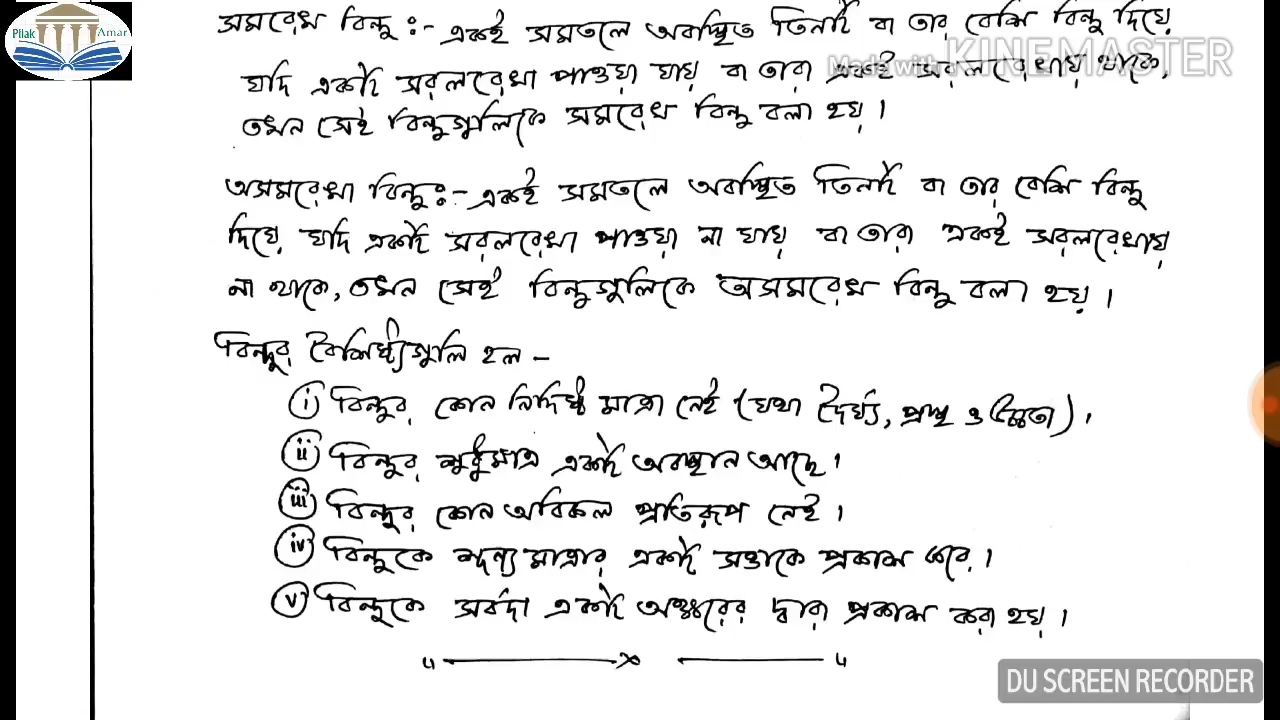 Pilak Amar
সমরেখ বিন্দু ঃ- একই সমতলে অবস্থিত তিনটি বা তার বেশি বিন্দু দিয়ে
Made with KINEMASTER
যদি একটি সরলরেখা পাওয়া যায় বা তারা একই সরলরেখায় থাকে,
তখন সেই বিন্দুগুলিকে সমরেখ বিন্দু বলা হয়।
অসমরেখা বিন্দু ঃ- একই সমতলে অবস্থিত তিনটি বা তার বেশি বিন্দু
দিয়ে যদি একটি সরলরেখা পাওয়া না যায় বা তারা একই সরলরেখায়
না থাকে, তখন সেই বিন্দুগুলিকে অসমরেখ বিন্দু বলা হয়।
বিন্দুর বৈশিষ্ট্যগুলি হল -
i বিন্দুর কোন নির্দিষ্ট মাত্রা নেই (যথা দৈর্ঘ্য, প্রস্থ ও উচ্চতা)।
ii বিন্দুর শুধুমাত্র একটি অবস্থান আছে।
iii বিন্দুর কোন অবিকল প্রতিরূপ নেই।
iv বিন্দুকে শূন্য মাত্রার একটি সত্তাকে প্রকাশ করে।
v বিন্দুকে সর্বদা একটি অক্ষরের দ্বারা প্রকাশ করা হয়।
DU SCREEN RECORDER